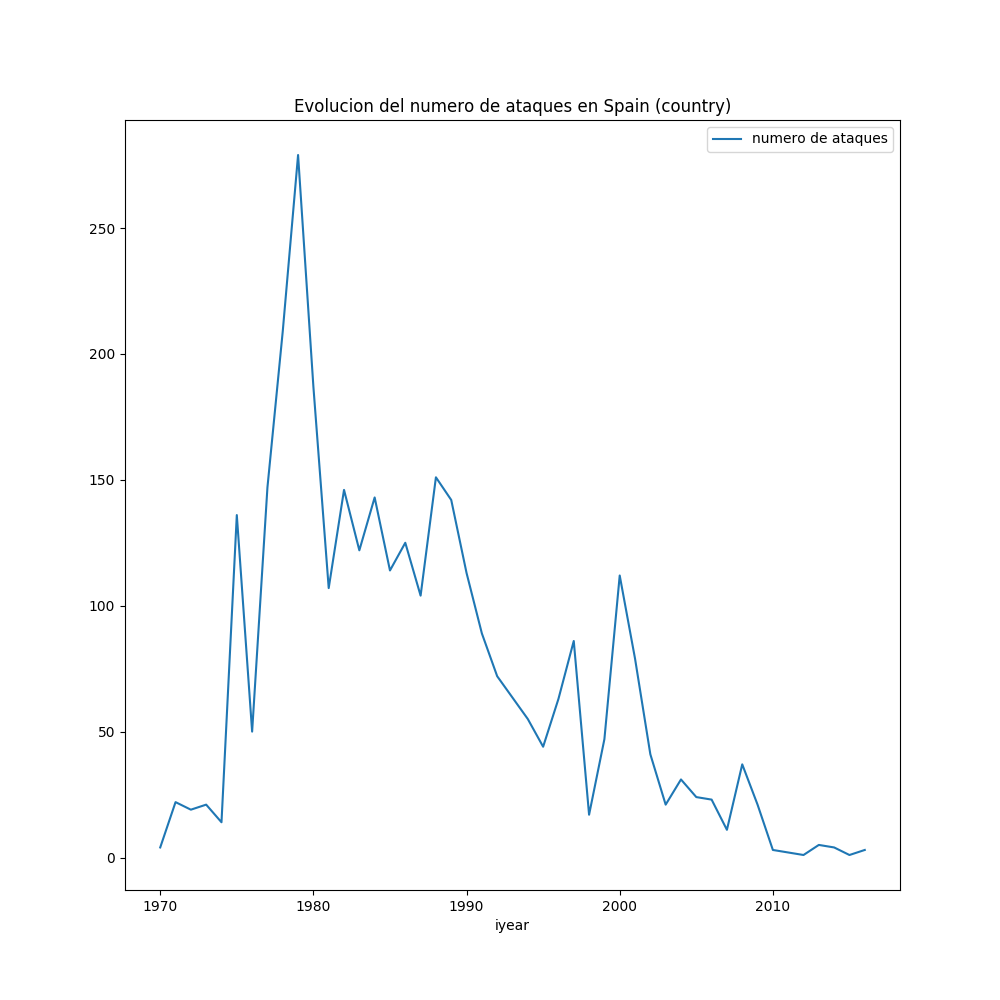 Evolucion del numero de ataques en Spain (country)
numero de ataques
250
200
150
100
50
0
1970 1980 1990 2000 2010
iyear